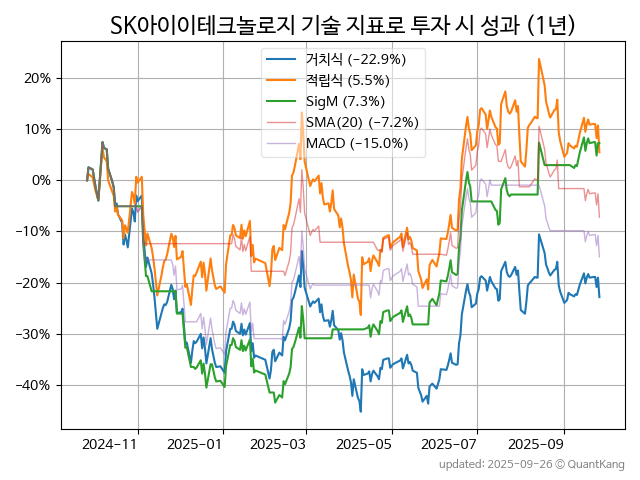 SK아이이테크놀로지 기술 지표로 투자 시 성과 (1년)
거치식 (−22.9%)
적립식 (5.5%)
SigM (7.3%)
SMA(20) (−7.2%)
MACD (−15.0%)
20%
10%
0%
−10%
−20%
−30%
−40%
2024-11
2025-01
2025-03
2025-05
2025-07
2025-09
updated: 2025-09-26 © QuantKang